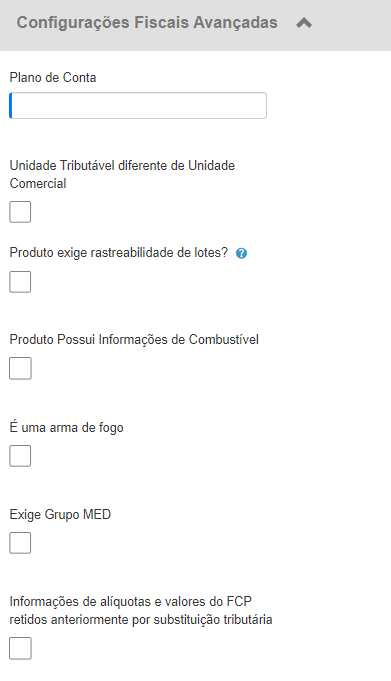 Configurações Fiscais Avançadas
Plano de Conta
Unidade Tributável diferente de Unidade
Comercial
Produto exige rastreabilidade de lotes? ?
Produto Possui Informações de Combustível
É uma arma de fogo
Exige Grupo MED
Informações de alíquotas e valores do FCP
retidos anteriormente por substituição tributária